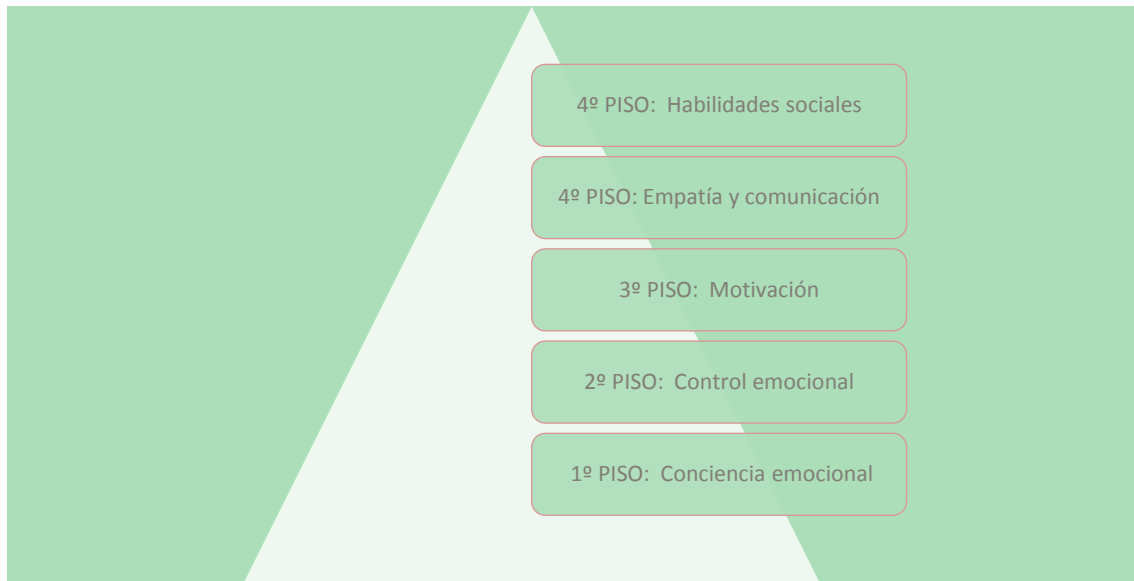 4º PISO:  Habilidades sociales
4º PISO: Empatía y comunicación
3º PISO:  Motivación
2º PISO:  Control emocional
1º PISO:  Conciencia emocional